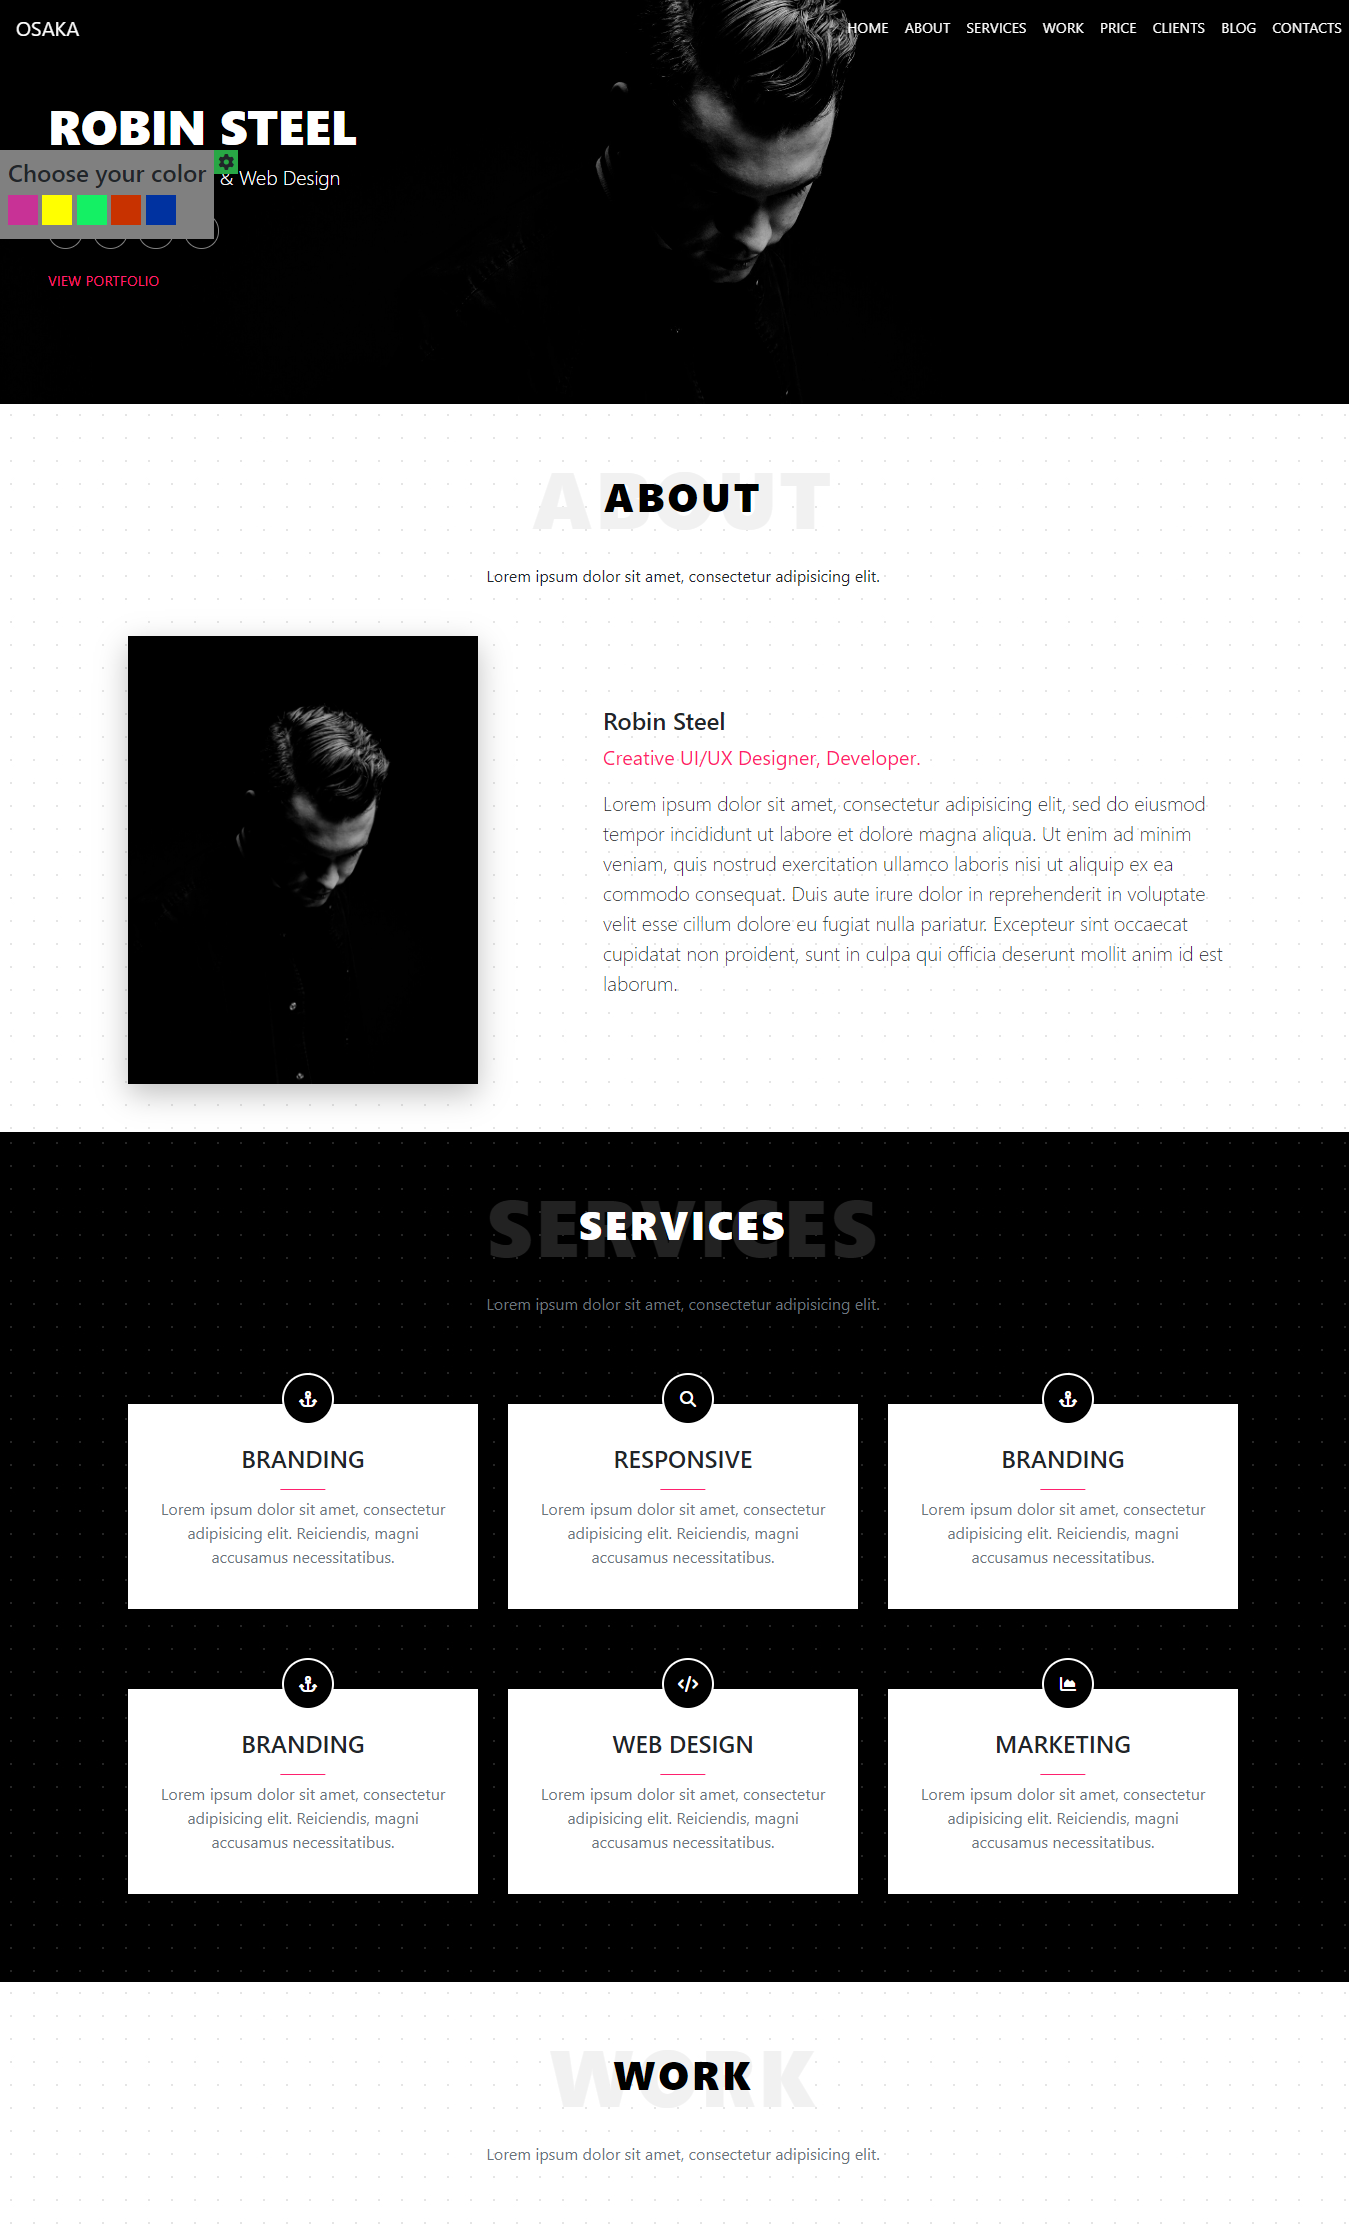 OSAKA
HOME ABOUT SERVICES WORK PRICE CLIENTS BLOG CONTACTS
ROBIN STEEL
Choose your color
& Web Design
VIEW PORTFOLIO
ABOUT
ABOUT
Lorem ipsum dolor sit amet, consectetur adipisicing elit.
Robin Steel
Creative UI/UX Designer, Developer.
Lorem ipsum dolor sit amet, consectetur adipisicing elit, sed do eiusmod
tempor incididunt ut labore et dolore magna aliqua. Ut enim ad minim
veniam, quis nostrud exercitation ullamco laboris nisi ut aliquip ex ea
commodo consequat. Duis aute irure dolor in reprehenderit in voluptate
velit esse cillum dolore eu fugiat nulla pariatur. Excepteur sint occaecat
cupidatat non proident, sunt in culpa qui officia deserunt mollit anim id est
laborum.
SERVICES
SERVICES
Lorem ipsum dolor sit amet, consectetur adipisicing elit.
BRANDING
Lorem ipsum dolor sit amet, consectetur
adipisicing elit. Reiciendis, magni
accusamus necessitatibus.
RESPONSIVE
Lorem ipsum dolor sit amet, consectetur
adipisicing elit. Reiciendis, magni
accusamus necessitatibus.
BRANDING
Lorem ipsum dolor sit amet, consectetur
adipisicing elit. Reiciendis, magni
accusamus necessitatibus.
BRANDING
Lorem ipsum dolor sit amet, consectetur
adipisicing elit. Reiciendis, magni
accusamus necessitatibus.
WEB DESIGN
Lorem ipsum dolor sit amet, consectetur
adipisicing elit. Reiciendis, magni
accusamus necessitatibus.
MARKETING
Lorem ipsum dolor sit amet, consectetur
adipisicing elit. Reiciendis, magni
accusamus necessitatibus.
WORK
WORK
Lorem ipsum dolor sit amet, consectetur adipisicing elit.